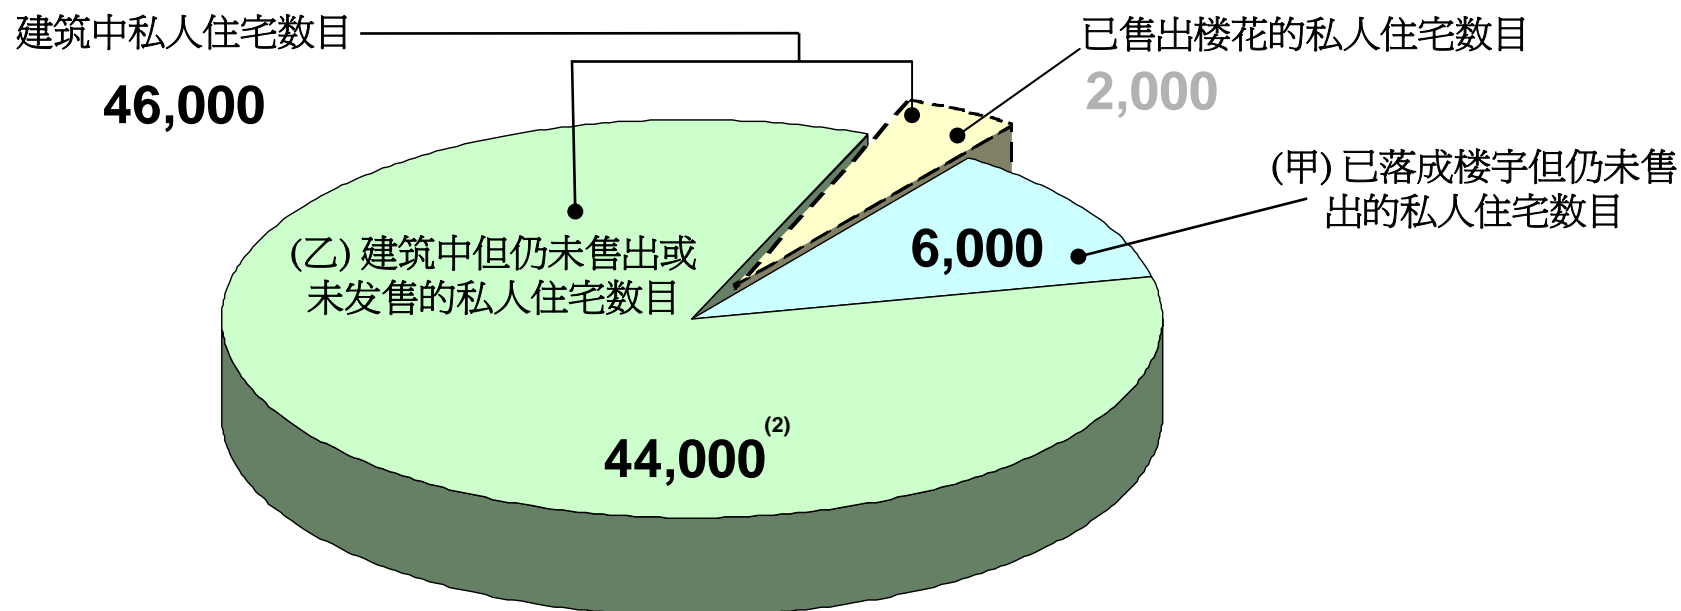 建筑中私人住宅数目
46,000
已售出楼花的私人住宅数目
2,000
(甲) 已落成楼宇但仍未售
出的私人住宅数目
6,000
(乙) 建筑中但仍未售出或
未发售的私人住宅数目
44,000(2)